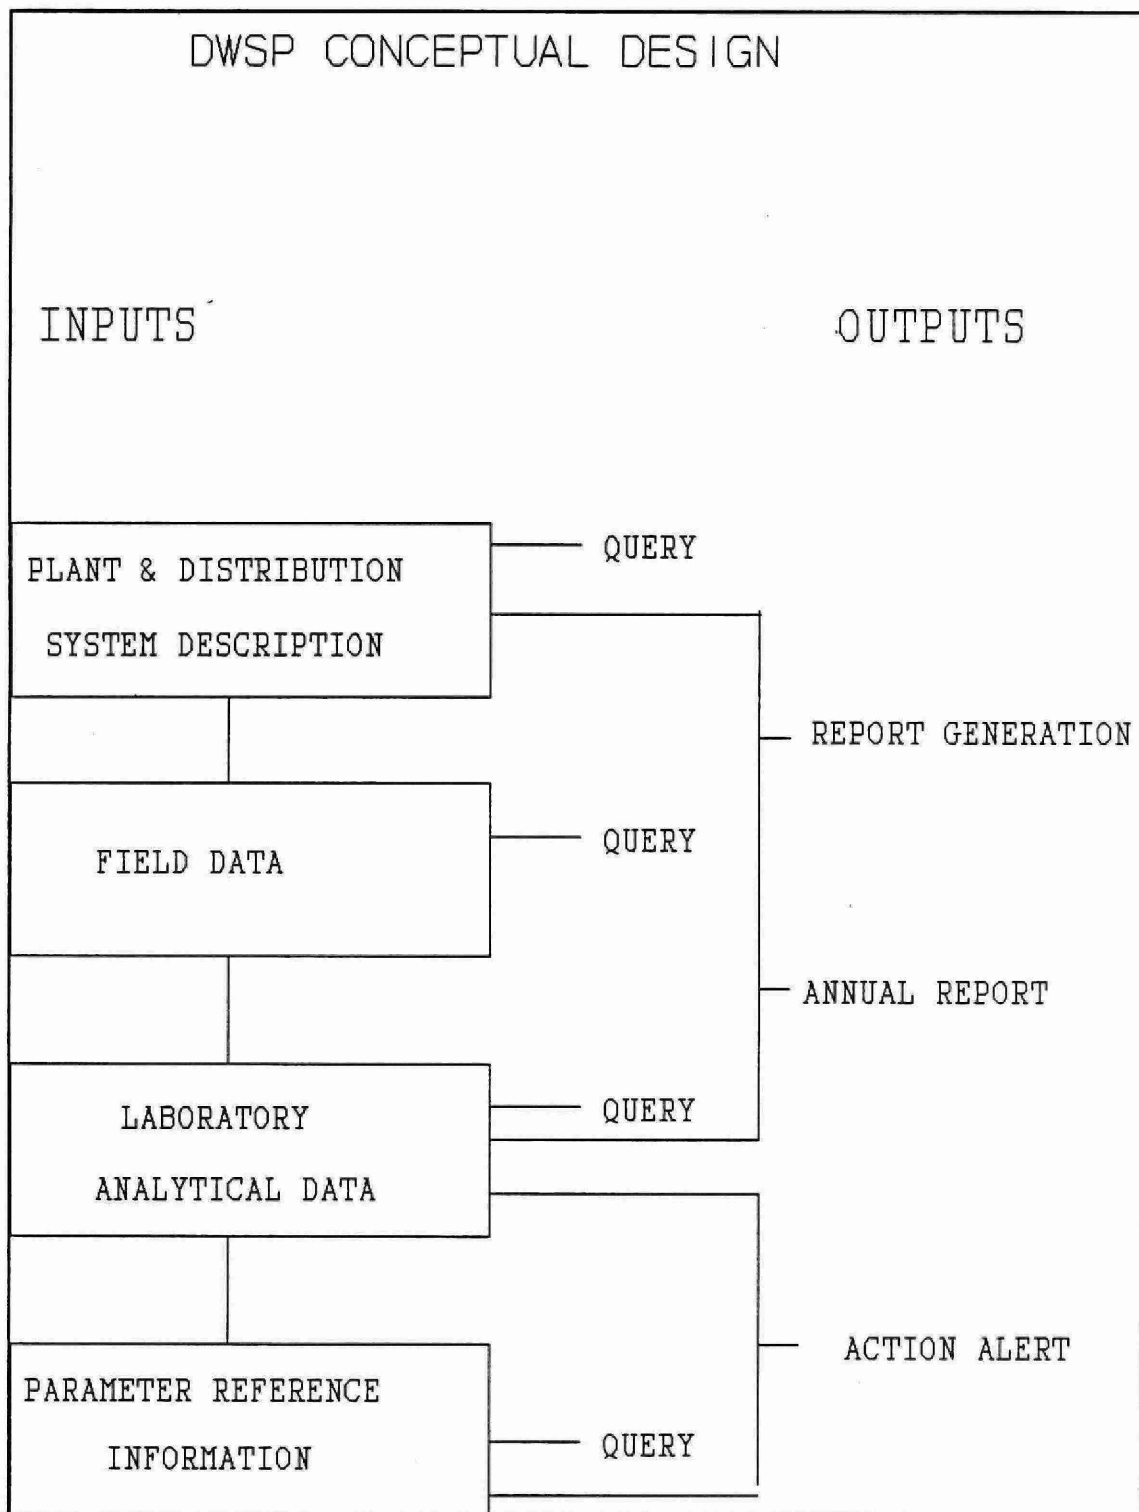 DWSP CONCEPTUAL DESIGN
INPUTS
OUTPUTS
QUERY
PLANT & DISTRIBUTION
SYSTEM DESCRIPTION
REPORT GENERATION
QUERY
FIELD DATA
ANNUAL REPORT
QUERY
LABORATORY
ANALYTICAL DATA
ACTION ALERT
PARAMETER REFERENCE
QUERY
INFORMATION